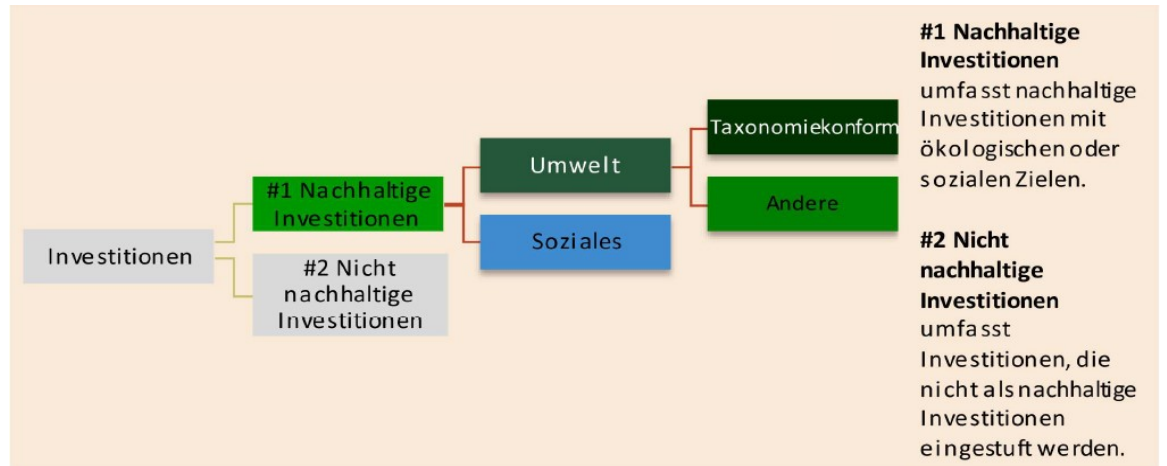 Investitionen
#1 Nachhaltige
Investitionen
#2 Nicht
nachhaltige
Investitionen
Umwelt
Soziales
Taxonomiekonform
Andere
#1 Nachhaltige
Investitionen
umfasst nachhaltige
Investitionen mit
ökologischen oder
sozialen Zielen.
#2 Nicht
nachhaltige
Investitionen
umfasst
Investitionen, die
nicht als nachhaltige
Investitionen
eingestuft werden.